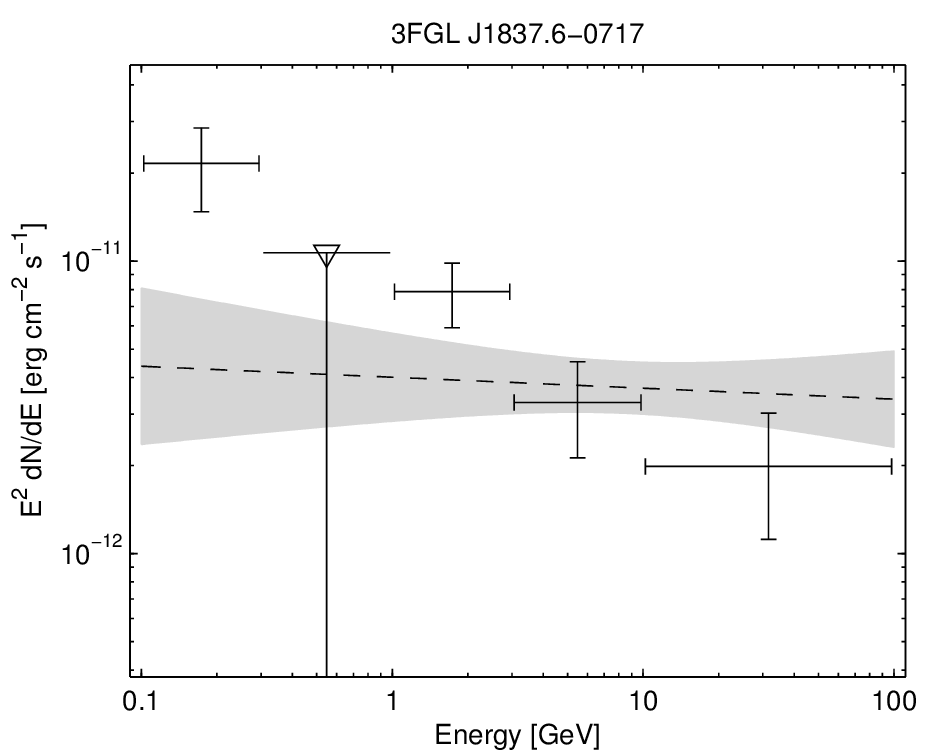 3FGL J1837.6−0717
E² dN/dE [erg cm⁻² s⁻¹]
10⁻¹¹
10⁻¹²
0.1 1 10 100
Energy [GeV]